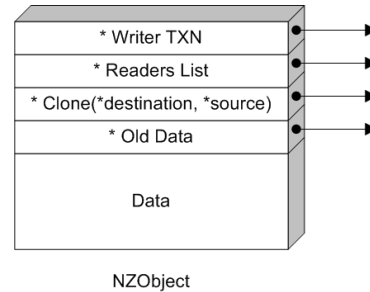 * Writer TXN
* Readers List
* Clone(*destination, *source)
* Old Data
Data
NZObject